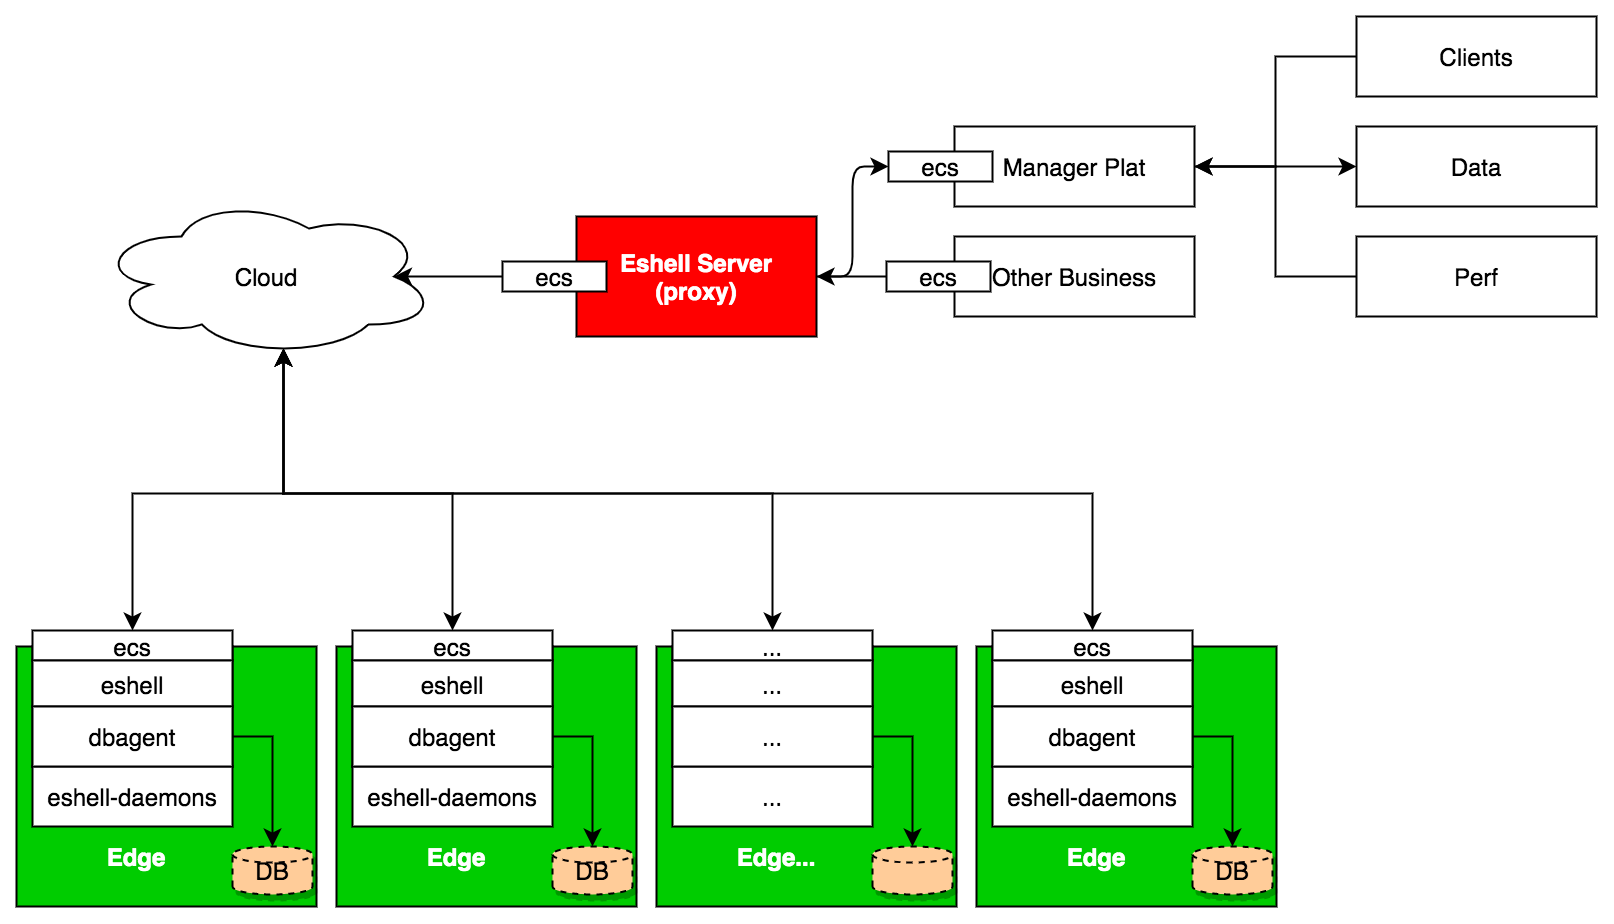 Clients
ecs
Manager Plat
Data
Cloud
ecs
Eshell Server
(proxy)
ecs
Other Business
Perf
ecs
eshell
dbagent
eshell-daemons
Edge
DB
ecs
eshell
dbagent
eshell-daemons
Edge
DB
...
...
...
...
Edge...
ecs
eshell
dbagent
eshell-daemons
Edge
DB